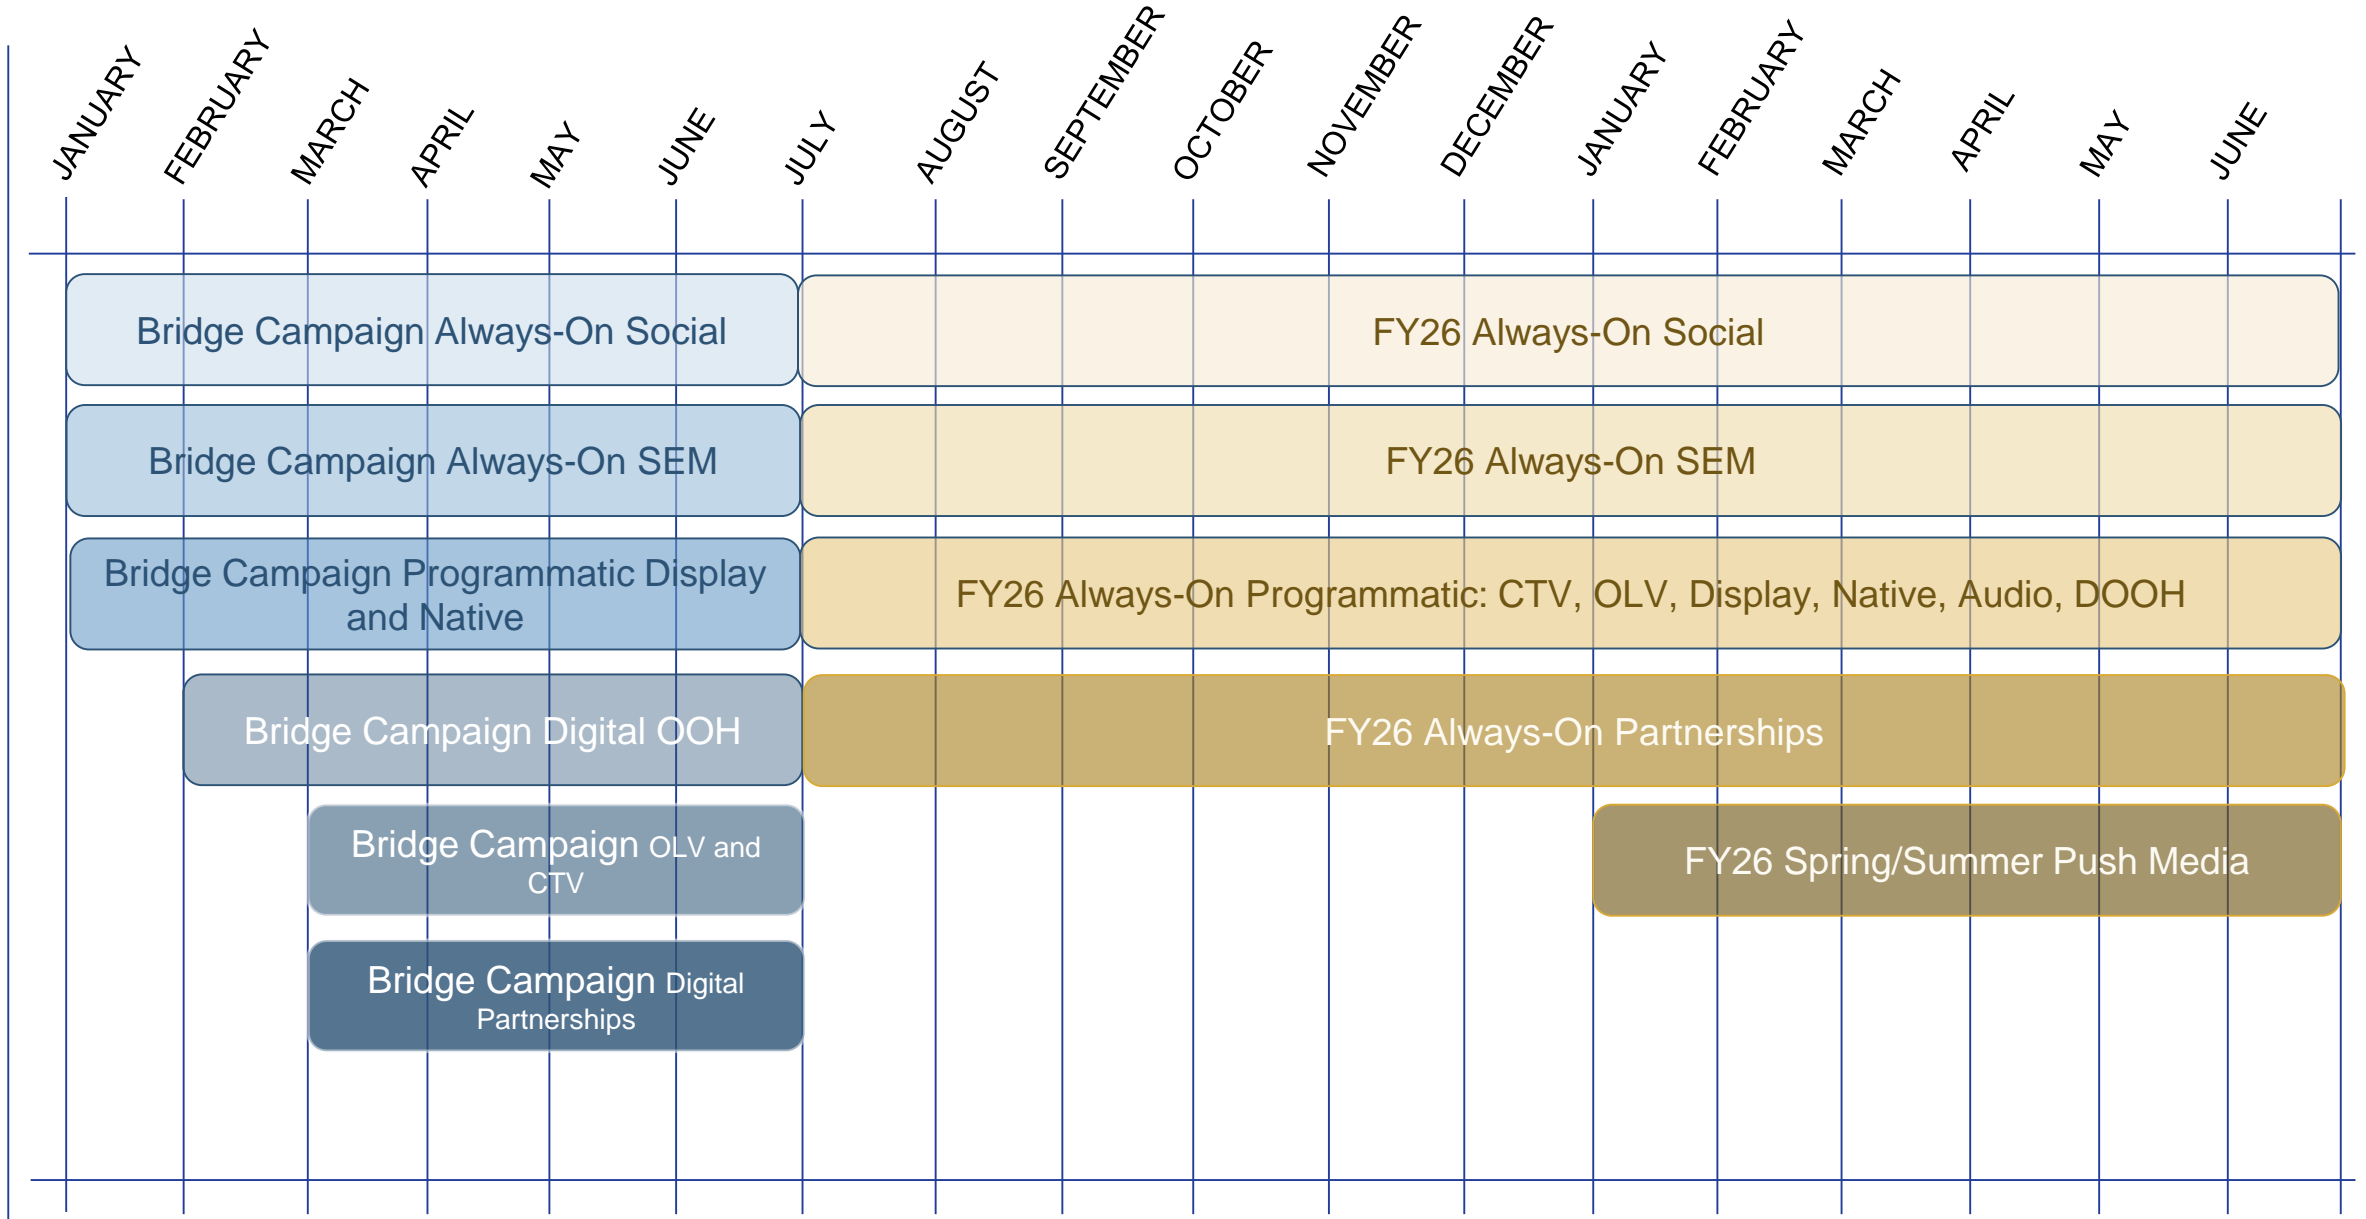 JANUARY
FEBRUARY
MARCH
APRIL
MAY
JUNE
JULY
AUGUST
SEPTEMBER
OCTOBER
NOVEMBER
DECEMBER
JANUARY
FEBRUARY
MARCH
APRIL
MAY
JUNE
Bridge Campaign Always-On Social
FY26 Always-On Social
Bridge Campaign Always-On SEM
FY26 Always-On SEM
Bridge Campaign Programmatic Display
and Native
FY26 Always-On Programmatic: CTV, OLV, Display, Native, Audio, DOOH
Bridge Campaign Digital OOH
FY26 Always-On Partnerships
Bridge Campaign OLV and
CTV
FY26 Spring/Summer Push Media
Bridge Campaign Digital
Partnerships